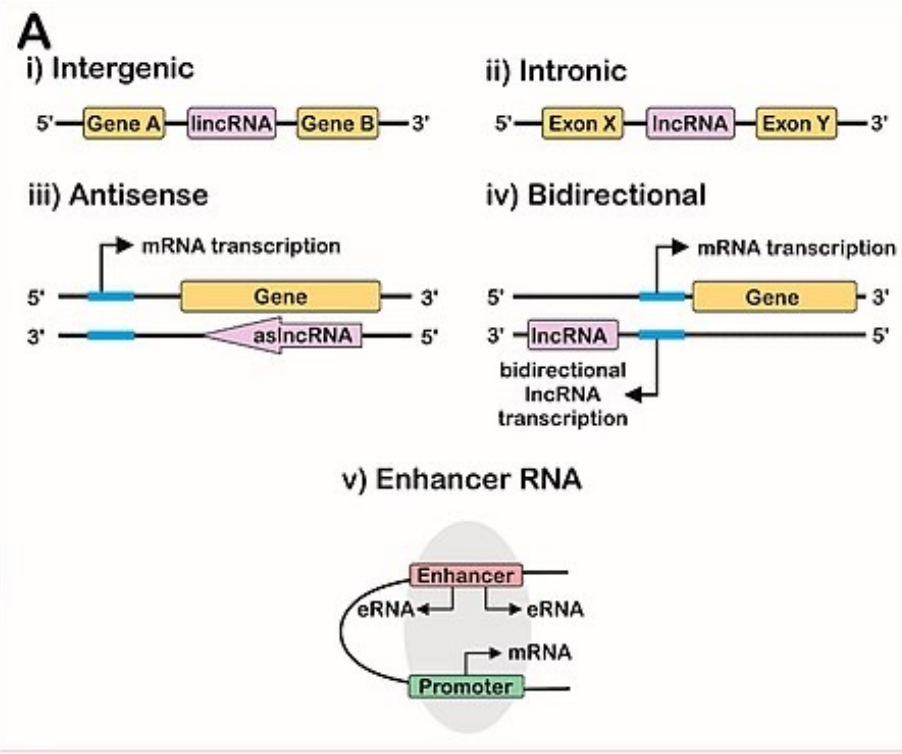 A
i) Intergenic
5' Gene A lincRNA Gene B 3'
ii) Intronic
5' Exon X lncRNA Exon Y 3'
iii) Antisense
mRNA transcription
5' Gene 3'
3' aslncRNA 5'
iv) Bidirectional
mRNA transcription
5' Gene 3'
3' lncRNA 5'
bidirectional
lncRNA
transcription
v) Enhancer RNA
Enhancer
eRNA eRNA
mRNA
Promoter